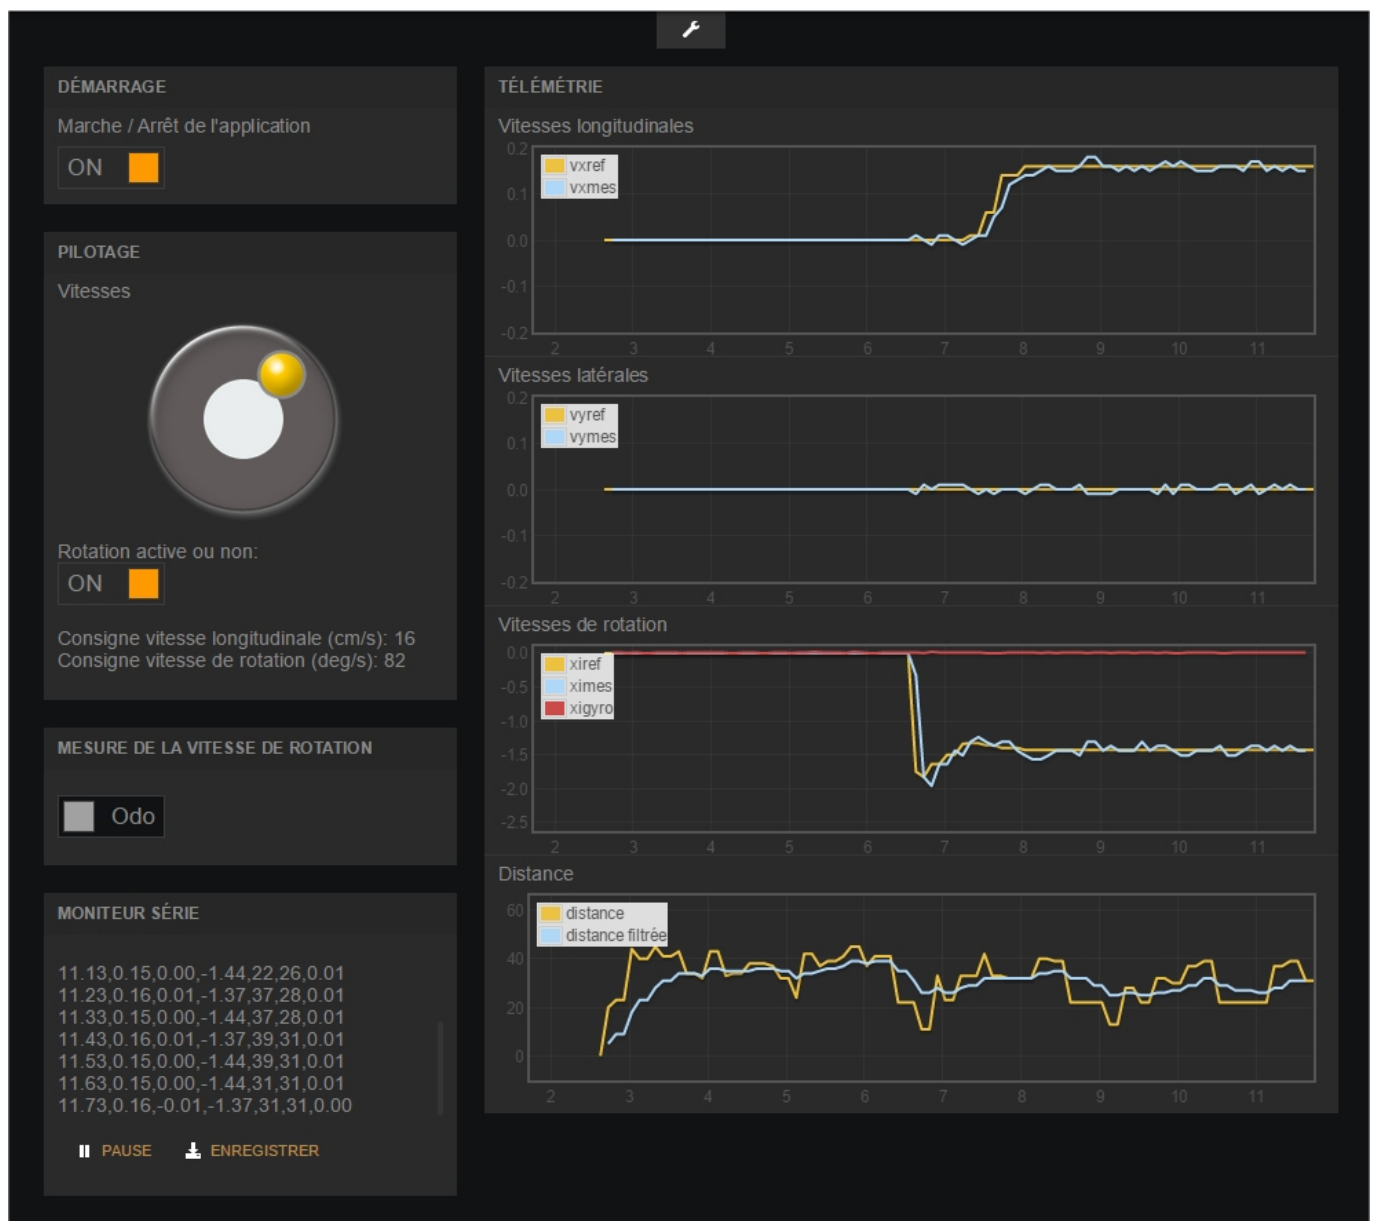 DÉMARRAGE
Marche / Arrêt de l'application
ON
PILOTAGE
Vitesses
Rotation active ou non:
ON
Consigne vitesse longitudinale (cm/s): 16
Consigne vitesse de rotation (deg/s): 82
MESURE DE LA VITESSE DE ROTATION
Odo
MONITEUR SÉRIE
11.13,0.15,0.00,-1.44,22,26,0.01
11.23,0.16,0.01,-1.37,37,28,0.01
11.33,0.15,0.00,-1.44,37,28,0.01
11.43,0.16,0.01,-1.37,39,31,0.01
11.53,0.15,0.00,-1.44,39,31,0.01
11.63,0.15,0.00,-1.44,31,31,0.01
11.73,0.16,-0.01,-1.37,31,31,0.00
PAUSE ENREGISTRER
TÉLÉMÉTRIE
Vitesses longitudinales
vxref
vxmes
0.2
0.1
0.0
-0.1
-0.2
2 3 4 5 6 7 8 9 10 11
Vitesses latérales
vyref
vymes
0.2
0.1
0.0
-0.1
-0.2
2 3 4 5 6 7 8 9 10 11
Vitesses de rotation
xiref
ximes
xigyro
0.0
-0.5
-1.0
-1.5
-2.0
-2.5
2 3 4 5 6 7 8 9 10 11
Distance
distance
distance filtrée
60
40
20
0
2 3 4 5 6 7 8 9 10 11